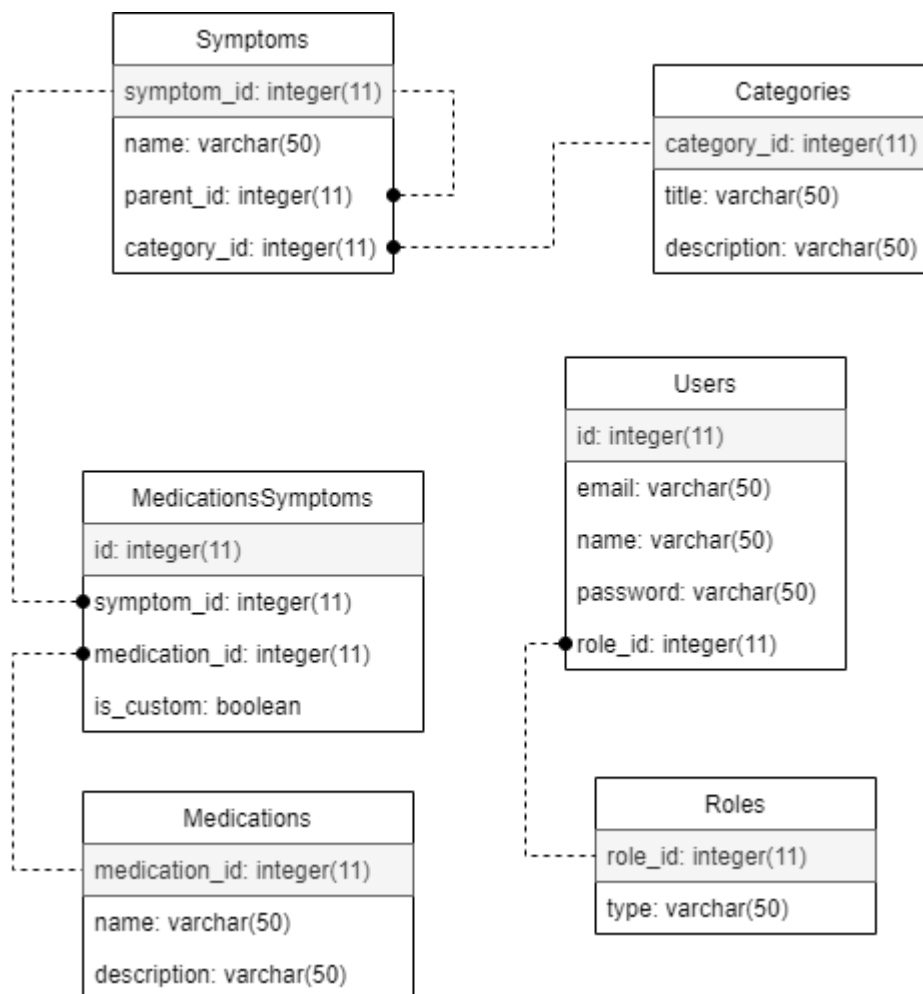 Symptoms
symptom_id: integer(11)
name: varchar(50)
parent_id: integer(11)
category_id: integer(11)
Categories
category_id: integer(11)
title: varchar(50)
description: varchar(50)
Users
id: integer(11)
email: varchar(50)
name: varchar(50)
password: varchar(50)
role_id: integer(11)
MedicationsSymptoms
id: integer(11)
symptom_id: integer(11)
medication_id: integer(11)
is_custom: boolean
Medications
medication_id: integer(11)
name: varchar(50)
description: varchar(50)
Roles
role_id: integer(11)
type: varchar(50)